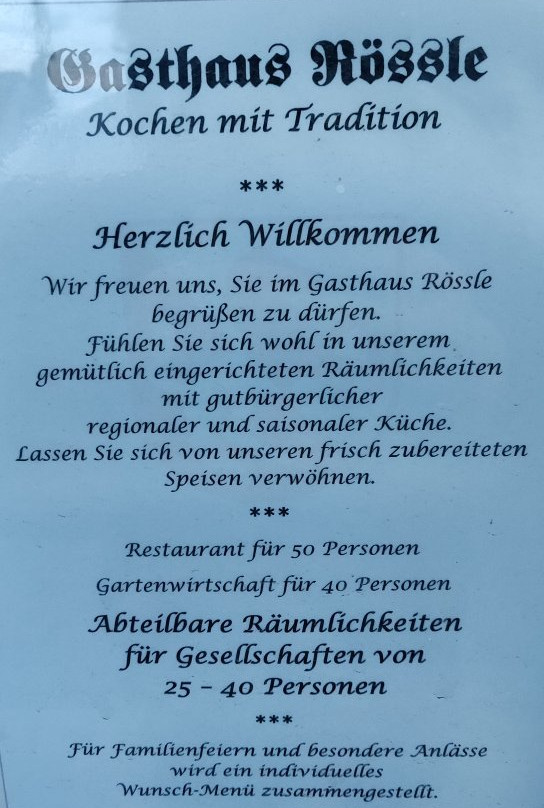 Gasthaus Rössle
Kochen mit Tradition
***
Herzlich Willkommen
Wir freuen uns, Sie im Gasthaus Rössle
begrüßen zu dürfen.
Fühlen Sie sich wohl in unserem
gemütlich eingerichteten Räumlichkeiten
mit gutbürgerlicher
regionaler und saisonaler Küche.
Lassen Sie sich von unseren frisch zubereiteten
Speisen verwöhnen.
***
Restaurant für 50 Personen
Gartenwirtschaft für 40 Personen
Abteilbare Räumlichkeiten
für Gesellschaften von
25 – 40 Personen
***
Für Familienfeiern und besondere Anlässe
wird ein individuelles
Wunsch-Menü zusammengestellt.